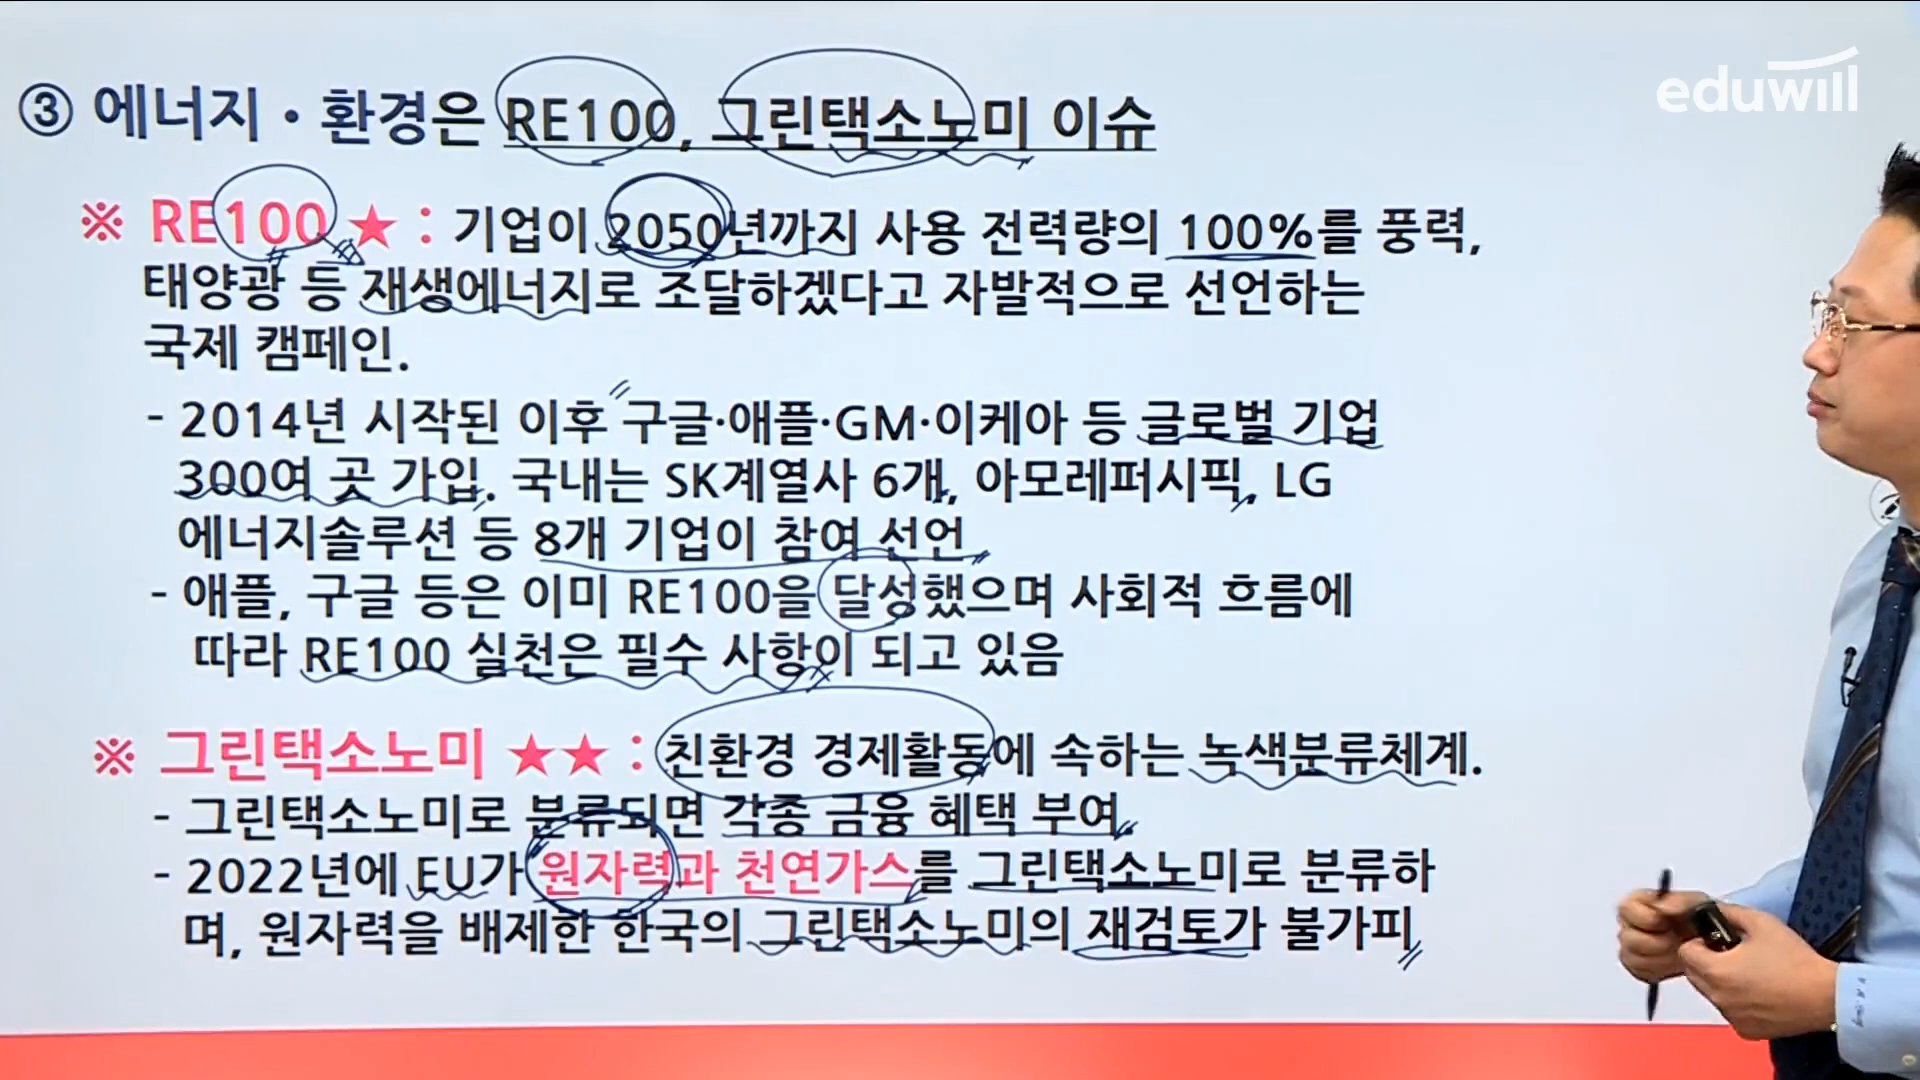 eduwill
③ 에너지・환경은 RE100, 그린택소노미 이슈
※ RE100 ★ : 기업이 2050년까지 사용 전력량의 100%를 풍력,
태양광 등 재생에너지로 조달하겠다고 자발적으로 선언하는
국제 캠페인.
- 2014년 시작된 이후 구글·애플·GM·이케아 등 글로벌 기업
300여 곳 가입. 국내는 SK계열사 6개, 아모레퍼시픽, LG
에너지솔루션 등 8개 기업이 참여 선언
- 애플, 구글 등은 이미 RE100을 달성했으며 사회적 흐름에
따라 RE100 실천은 필수 사항이 되고 있음
※ 그린택소노미 ★★ : 친환경 경제활동에 속하는 녹색분류체계.
- 그린택소노미로 분류되면 각종 금융 혜택 부여.
- 2022년에 EU가 원자력과 천연가스를 그린택소노미로 분류하
며, 원자력을 배제한 한국의 그린택소노미의 재검토가 불가피